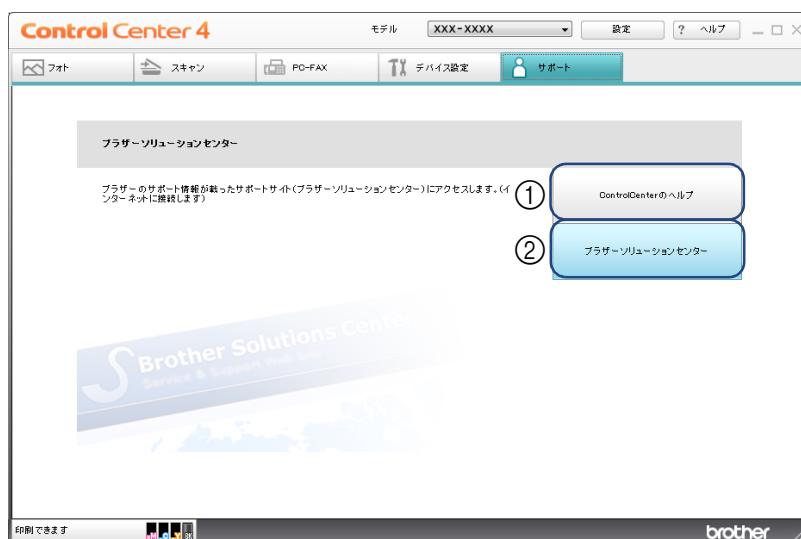 Control Center 4
モデル XXX-XXXX 設定 ? ヘルプ
フォト スキャン PC-FAX デバイス設定 サポート
ブラザーソリューションセンター
ブラザーのサポート情報が載ったサポートサイト(ブラザーソリューションセンター)にアクセスします。(イ
ンターネットに接続します)
① ControlCenterのヘルプ
② ブラザーソリューションセンター
Brother Solutions Center
Service & Support Web Site
印刷できます M C Y BK brother